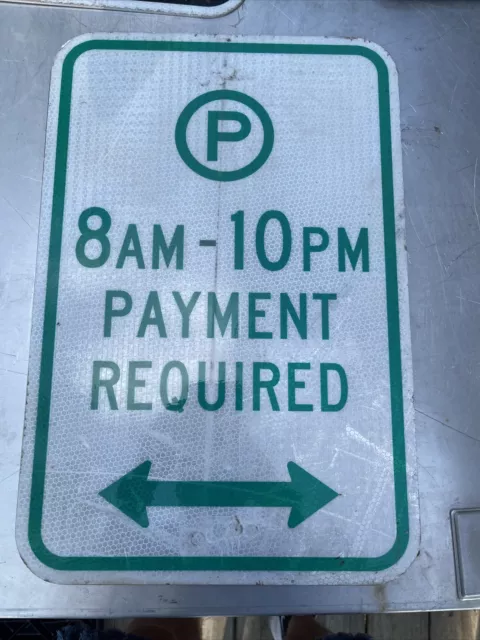 P
8AM - 10PM
PAYMENT
REQUIRED